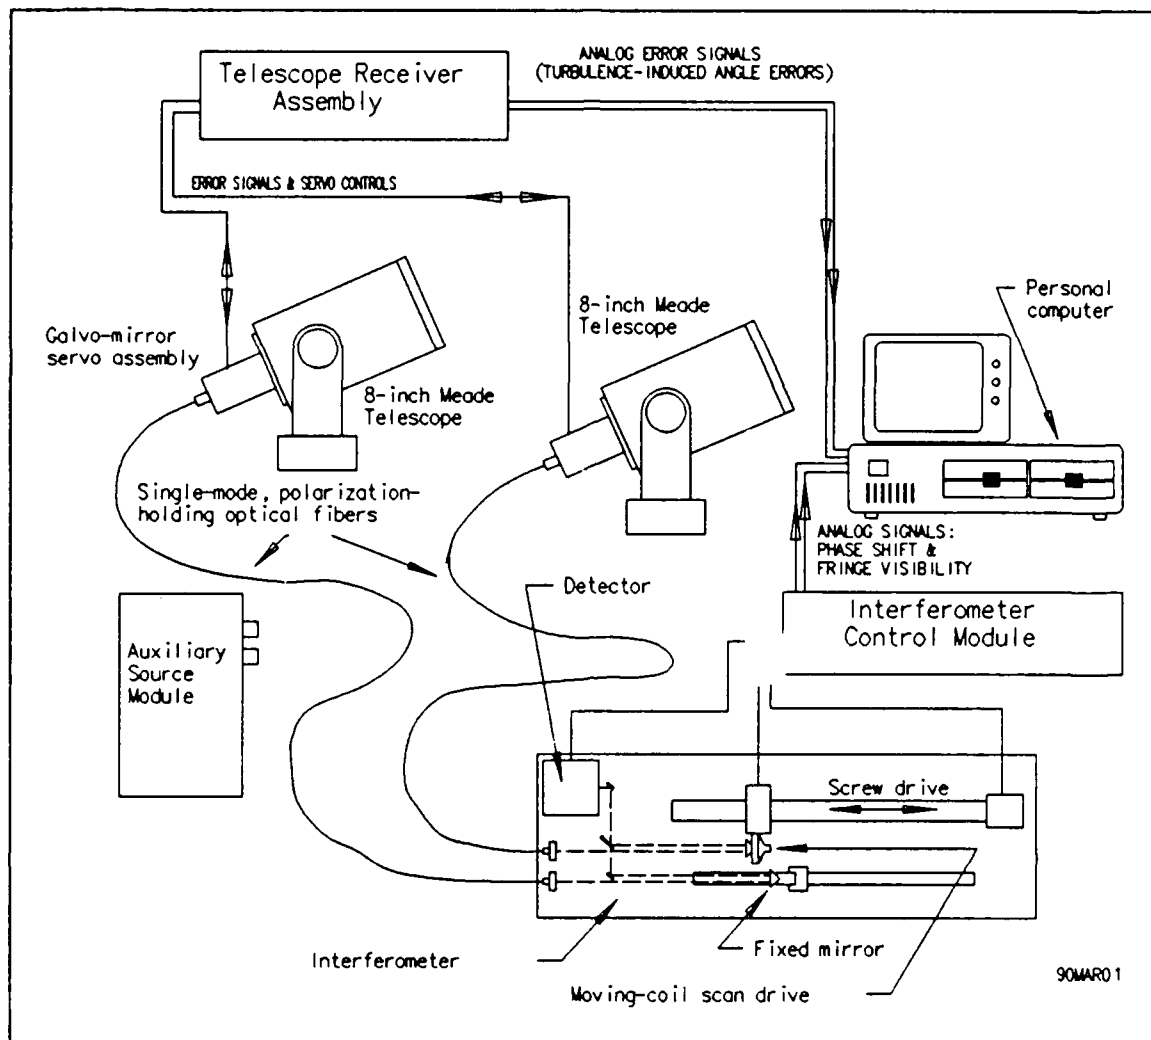 ANALOG ERROR SIGNALS
(TURBULENCE-INDUCED ANGLE ERRORS)
Telescope Receiver
Assembly
ERROR SIGNALS & SERVO CONTROLS
Galvo-mirror
servo assembly
8-inch Meade
Telescope
8-inch Meade
Telescope
Personal
computer
Single-mode, polarization-
holding optical fibers
ANALOG SIGNALS:
PHASE SHIFT &
FRINGE VISIBILITY
Detector
Interferometer
Control Module
Auxiliary
Source
Module
Screw drive
Interferometer
Fixed mirror
Moving-coil scan drive
90MAR01